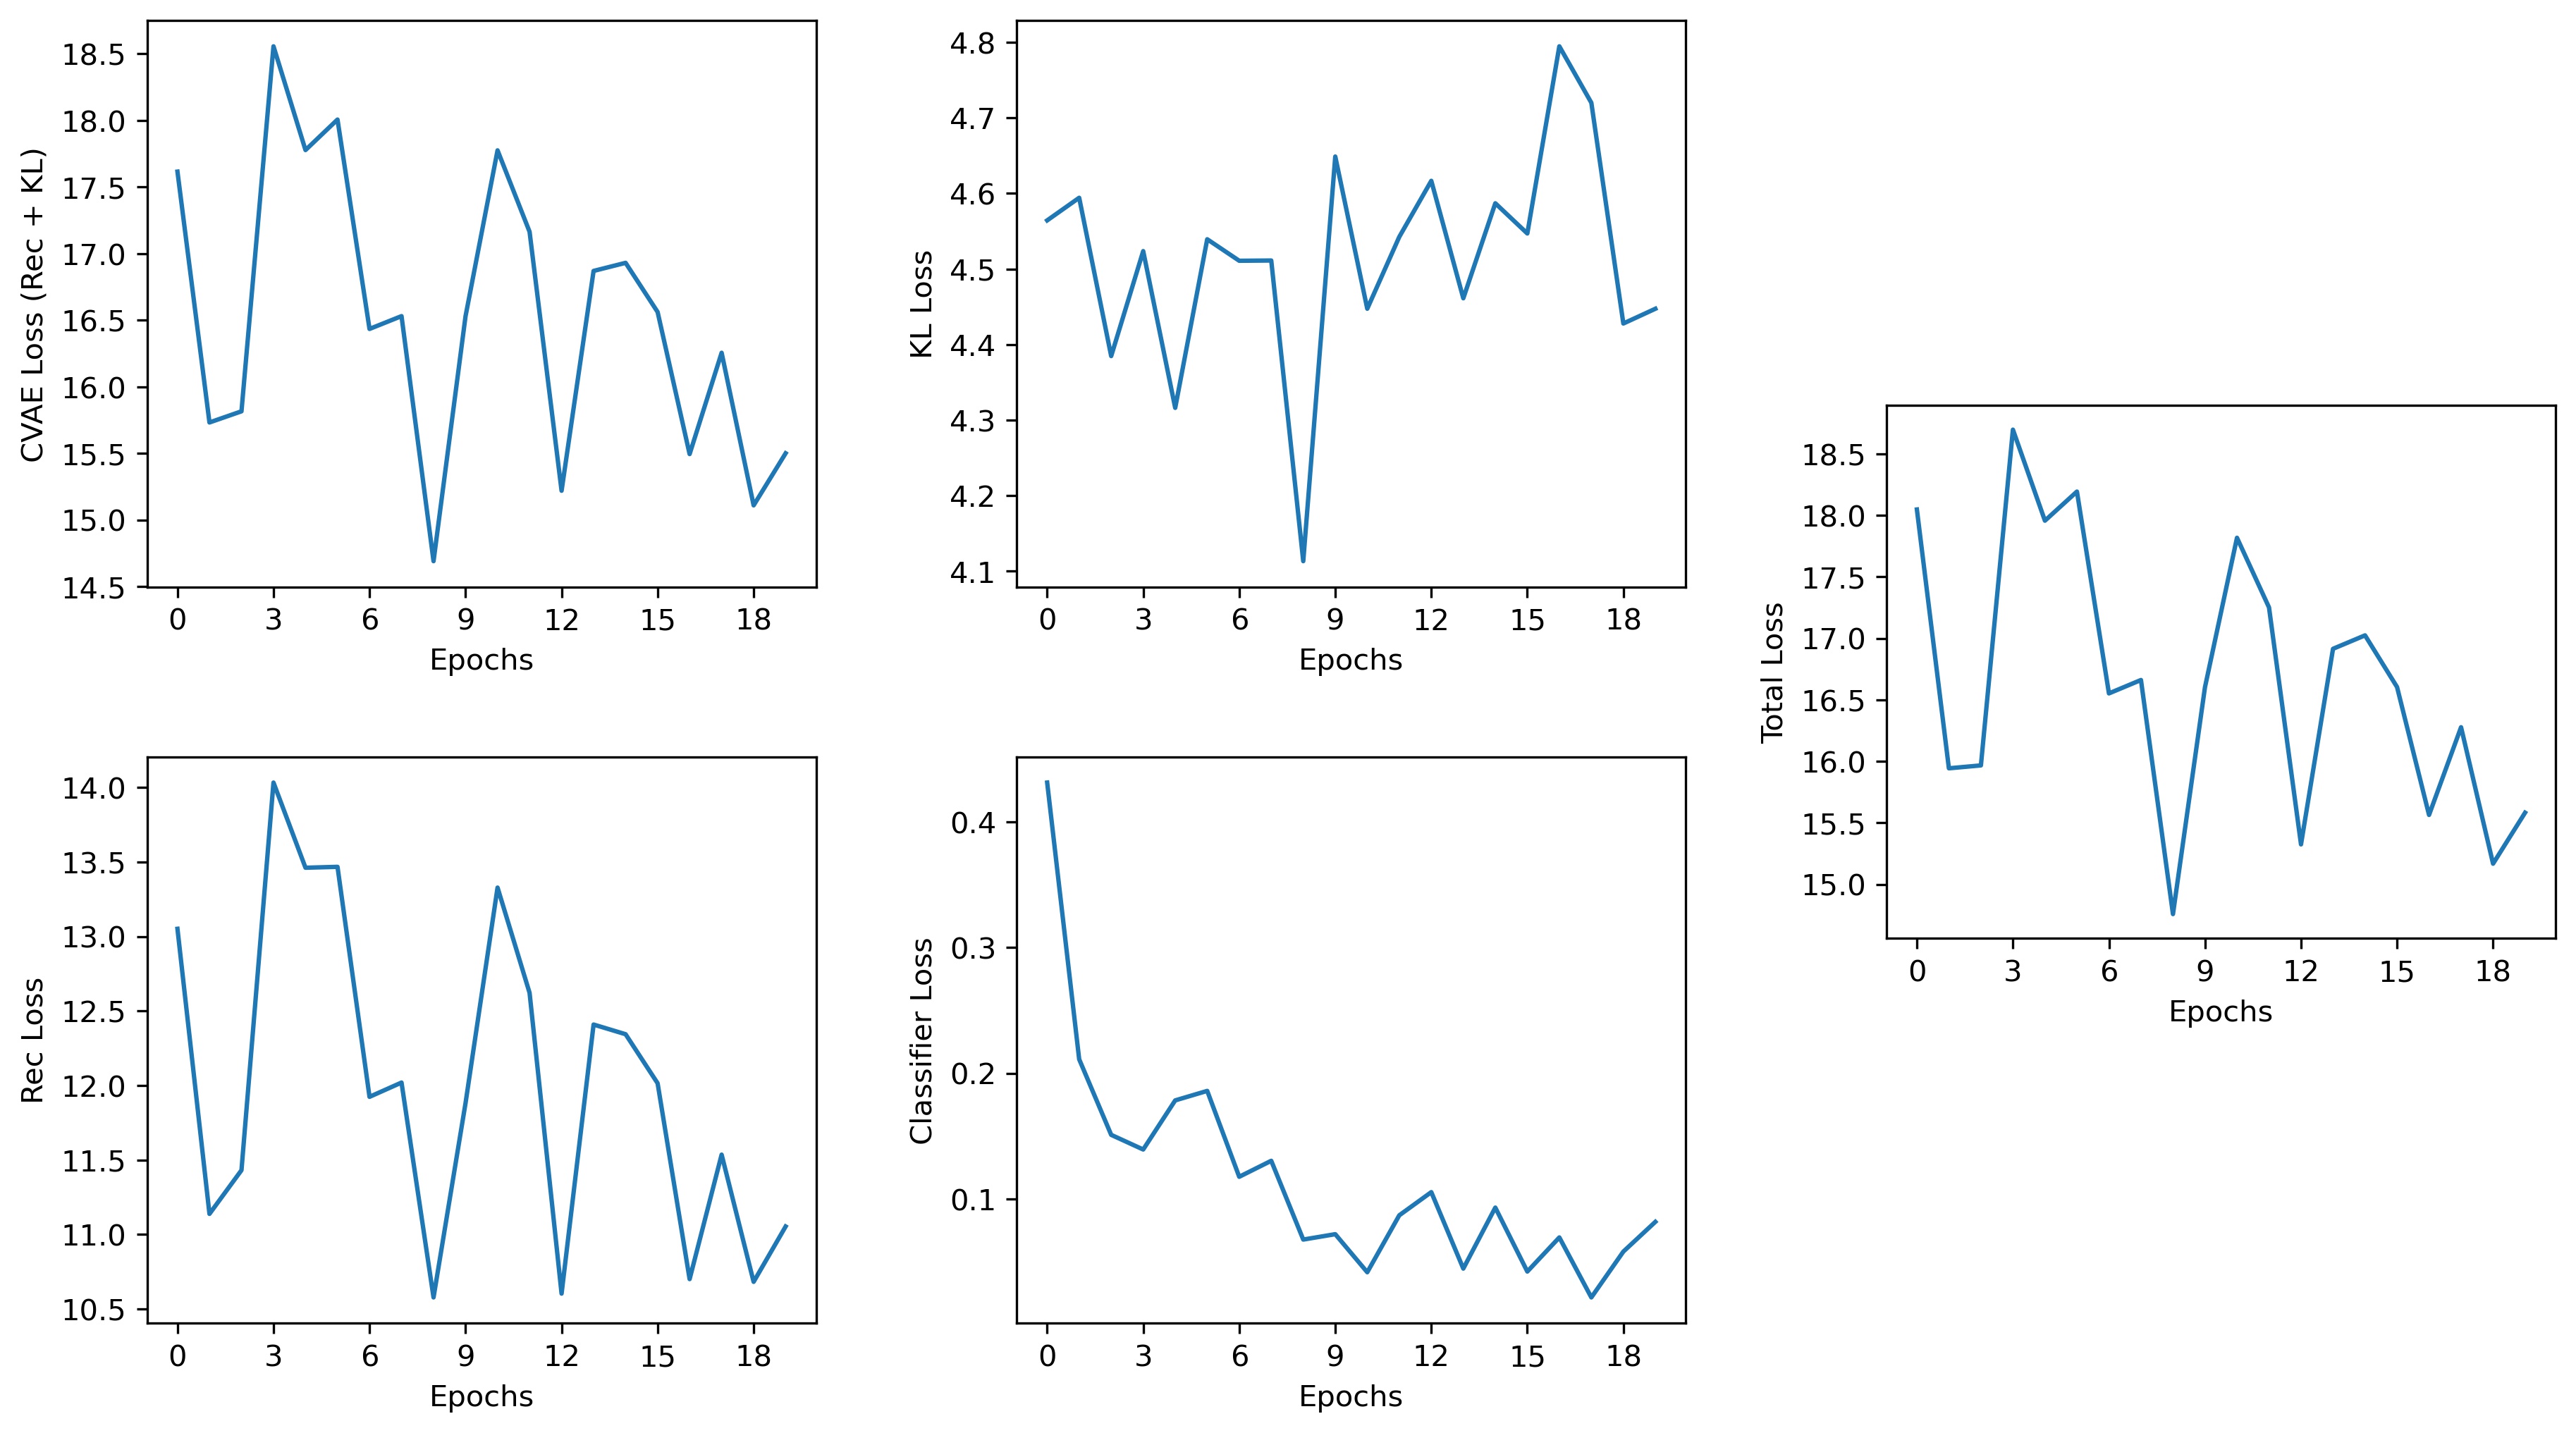 CVAE Loss (Rec + KL)
18.5
18.0
17.5
17.0
16.5
16.0
15.5
15.0
14.5
0 3 6 9 12 15 18
Epochs
KL Loss
4.8
4.7
4.6
4.5
4.4
4.3
4.2
4.1
0 3 6 9 12 15 18
Epochs
Rec Loss
14.0
13.5
13.0
12.5
12.0
11.5
11.0
10.5
0 3 6 9 12 15 18
Epochs
Classifier Loss
0.4
0.3
0.2
0.1
0 3 6 9 12 15 18
Epochs
Total Loss
18.5
18.0
17.5
17.0
16.5
16.0
15.5
15.0
0 3 6 9 12 15 18
Epochs